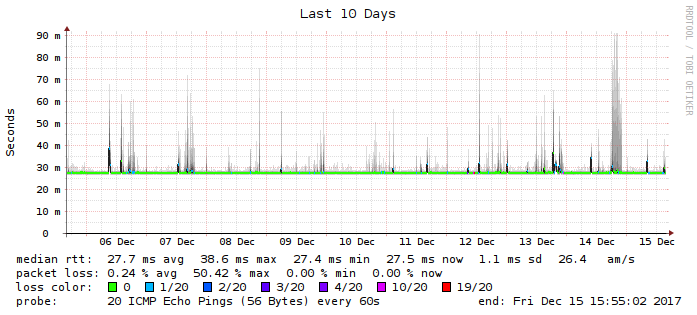 Last 10 Days
RRDTOOL / TOBI OETIKER
Seconds
90 m
80 m
70 m
60 m
50 m
40 m
30 m
20 m
10 m
0
06 Dec 07 Dec 08 Dec 09 Dec 10 Dec 11 Dec 12 Dec 13 Dec 14 Dec 15 Dec
median rtt: 27.7 ms avg 38.6 ms max 27.4 ms min 27.5 ms now 1.1 ms sd 26.4 am/s
packet loss: 0.24 % avg 50.42 % max 0.00 % min 0.00 % now
loss color: 0 1/20 2/20 3/20 4/20 10/20 19/20
probe: 20 ICMP Echo Pings (56 Bytes) every 60s end: Fri Dec 15 15:55:02 2017